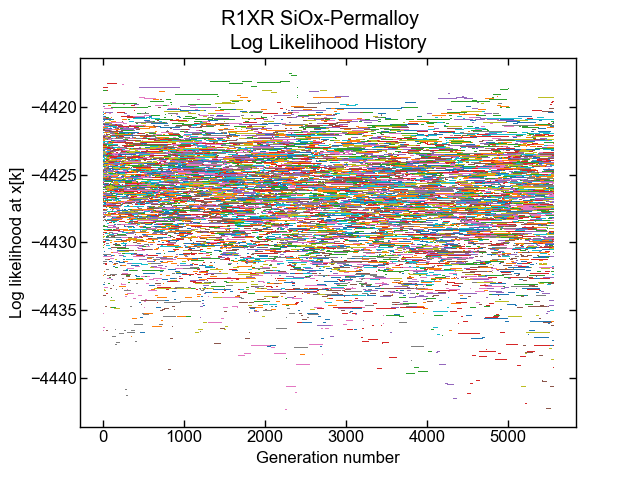 R1XR SiOx-Permalloy
Log Likelihood History
Log likelihood at x[k]
−4420
−4425
−4430
−4435
−4440
0 1000 2000 3000 4000 5000
Generation number